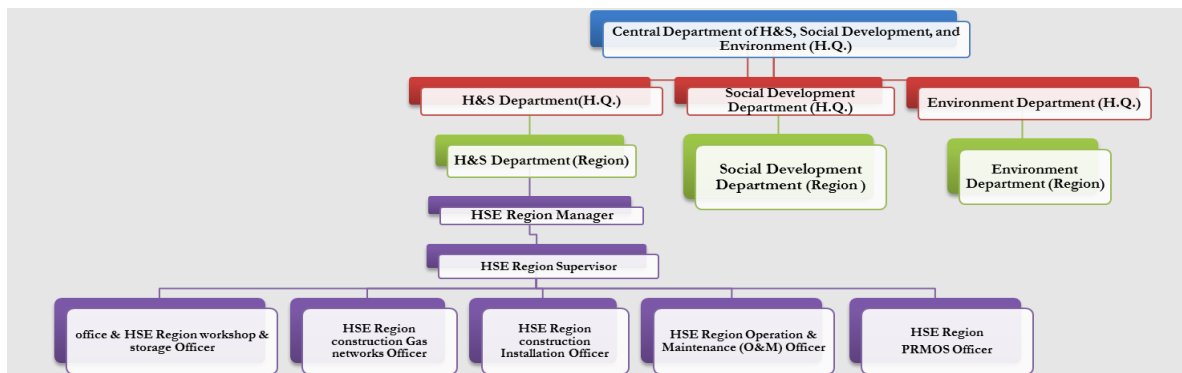 Central Department of H&S, Social Development, and
Environment (H.Q.)
H&S Department(H.Q.)
Social Development
Department (H.Q.)
Environment Department (H.Q.)
H&S Department (Region)
Social Development
Department (Region )
Environment
Department (Region)
HSE Region Manager
HSE Region Supervisor
office & HSE Region workshop &
storage Officer
HSE Region
construction Gas
networks Officer
HSE Region
construction
Installation Officer
HSE Region Operation &
Maintenance (O&M) Officer
HSE Region
PRMOS Officer